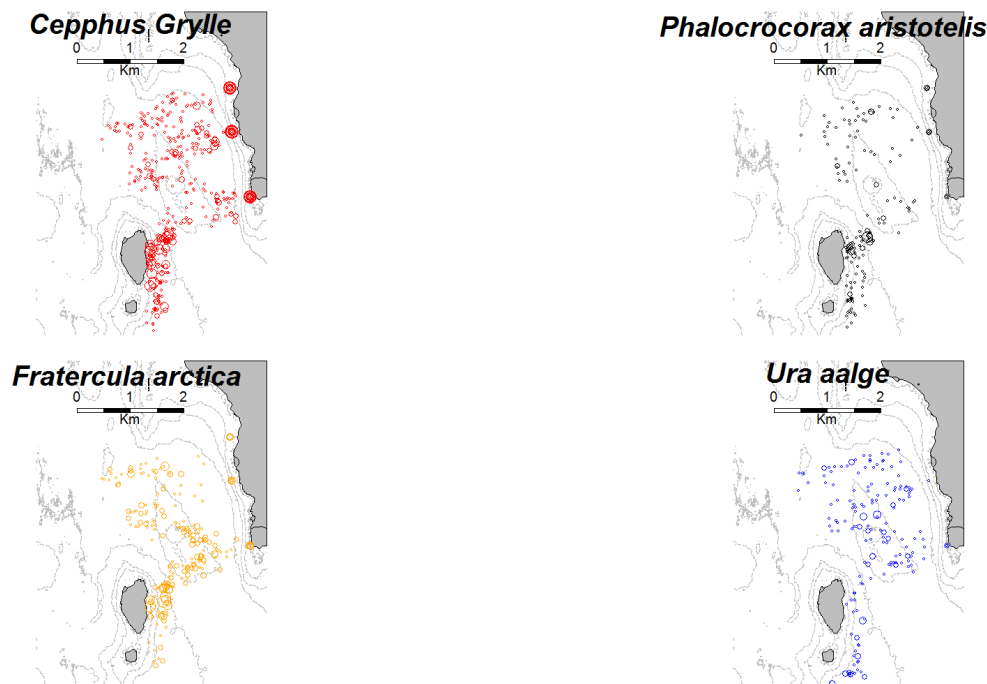 Cepphus Grylle
0 1 2
Km
Phalocrocorax aristotelis
0 1 2
Km
Fratercula arctica
0 1 2
Km
Ura aalge
0 1 2
Km